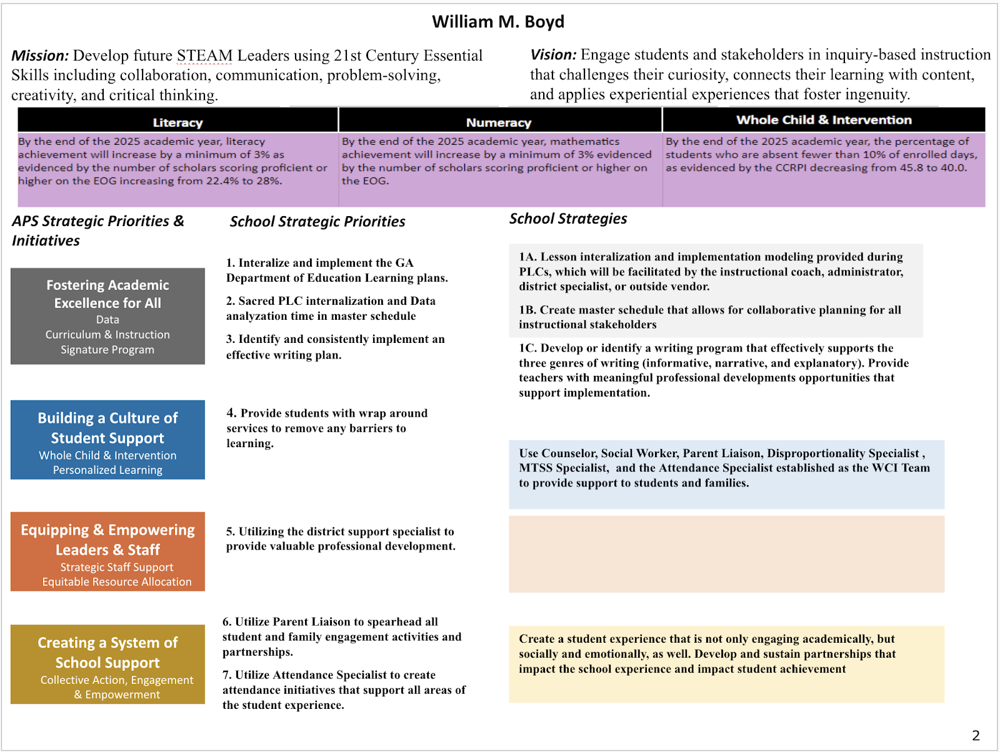 William M. Boyd
Mission: Develop future STEAM Leaders using 21st Century Essential
Skills including collaboration, communication, problem-solving,
creativity, and critical thinking.
Vision: Engage students and stakeholders in inquiry-based instruction
that challenges their curiosity, connects their learning with content,
and applies experiential experiences that foster ingenuity.
Literacy
By the end of the 2025 academic year, literacy
achievement will increase by a minimum of 3% as
evidenced by the number of scholars scoring proficient or
higher on the EOG increasing from 22.4% to 28%.
Numeracy
By the end of the 2025 academic year, mathematics
achievement will increase by a minimum of 3% evidenced
by the number of scholars scoring proficient or higher on
the EOG.
Whole Child & Intervention
By the end of the 2025 academic year, the percentage of
students who are absent fewer than 10% of enrolled days,
as evidenced by the CCRPI decreasing from 45.8 to 40.0.
APS Strategic Priorities &
Initiatives
School Strategic Priorities
School Strategies
Fostering Academic
Excellence for All
Data
Curriculum & Instruction
Signature Program
1. Interalize and implement the GA
Department of Education Learning plans.
2. Sacred PLC internalization and Data
analyzation time in master schedule
3. Identify and consistently implement an
effective writing plan.
1A. Lesson interalization and implementation modeling provided during
PLCs, which will be facilitated by the instructional coach, administrator,
district specialist, or outside vendor.
1B. Create master schedule that allows for collaborative planning for all
instructional stakeholders
1C. Develop or identify a writing program that effectively supports the
three genres of writing (informative, narrative, and explanatory). Provide
teachers with meaningful professional developments opportunities that
support implementation.
Building a Culture of
Student Support
Whole Child & Intervention
Personalized Learning
4. Provide students with wrap around
services to remove any barriers to
learning.
Use Counselor, Social Worker, Parent Liaison, Disproportionality Specialist ,
MTSS Specialist,  and the Attendance Specialist established as the WCI Team
to provide support to students and families.
Equipping & Empowering
Leaders & Staff
Strategic Staff Support
Equitable Resource Allocation
5. Utilizing the district support specialist to
provide valuable professional development.
Creating a System of
School Support
Collective Action, Engagement
& Empowerment
6. Utilize Parent Liaison to spearhead all
student and family engagement activities and
partnerships.
7. Utilize Attendance Specialist to create
attendance initiatives that support all areas of
the student experience.
Create a student experience that is not only engaging academically, but
socially and emotionally, as well. Develop and sustain partnerships that
impact the school experience and impact student achievement
2